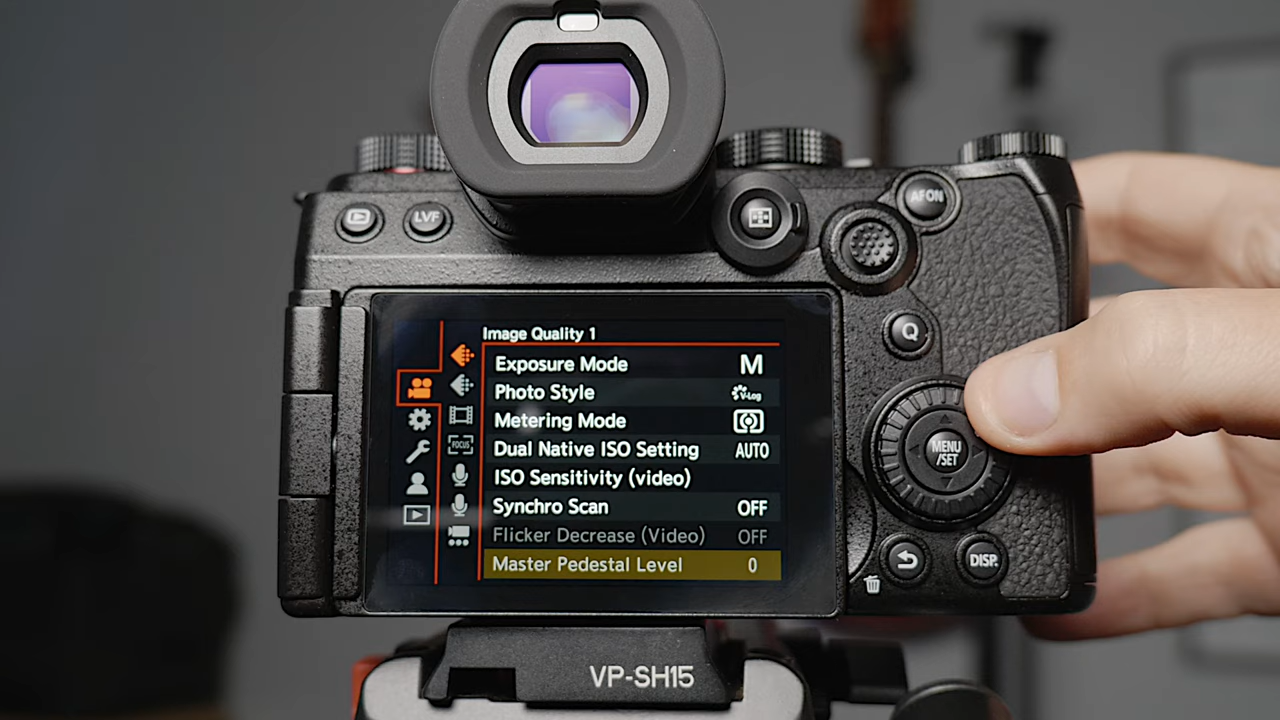 LVF
AF ON
Q
Image Quality 1
Exposure Mode M
Photo Style V-Log
Metering Mode
Dual Native ISO Setting AUTO
FOCUS
ISO Sensitivity (video)
Synchro Scan OFF
Flicker Decrease (Video) OFF
Master Pedestal Level 0
MENU
/SET
DISP.
VP-SH15